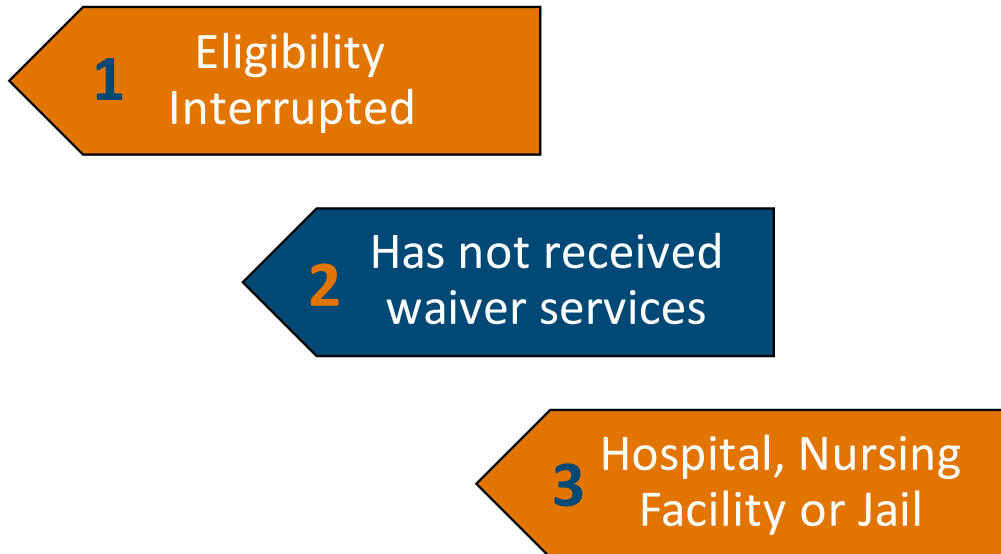 1
Eligibility
Interrupted
2
Has not received
waiver services
3
Hospital, Nursing
Facility or Jail